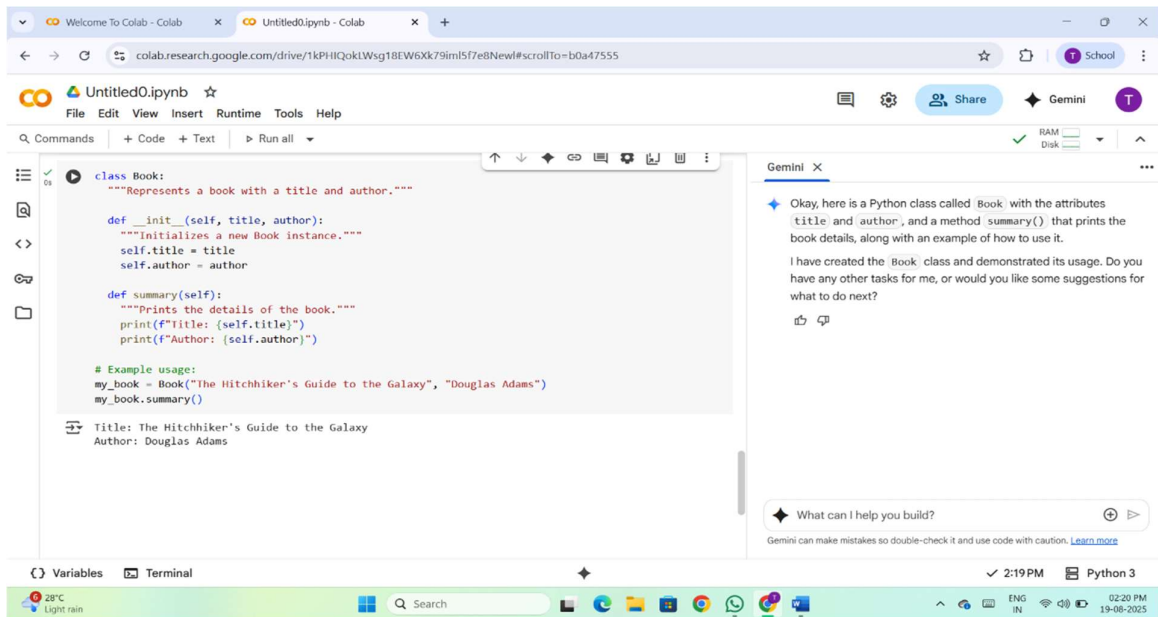 Welcome To Colab - Colab
Untitled0.ipynb - Colab
colab.research.google.com/drive/1kPHIQokLWsg18EW6Xk79iml5f7e8Newl#scrollTo=b0a47555
T School
Untitled0.ipynb
File Edit View Insert Runtime Tools Help
Share
Gemini
T
Commands + Code + Text Run all
RAM
Disk
0s
class Book:
"""Represents a book with a title and author."""
def __init__(self, title, author):
"""Initializes a new Book instance."""
self.title = title
self.author = author
def summary(self):
"""Prints the details of the book."""
print(f"Title: {self.title}")
print(f"Author: {self.author}")
# Example usage:
my_book = Book("The Hitchhiker's Guide to the Galaxy", "Douglas Adams")
my_book.summary()
Title: The Hitchhiker's Guide to the Galaxy
Author: Douglas Adams
Gemini
Okay, here is a Python class called Book with the attributes
title and author, and a method summary() that prints the
book details, along with an example of how to use it.
I have created the Book class and demonstrated its usage. Do you
have any other tasks for me, or would you like some suggestions for
what to do next?
What can I help you build?
Gemini can make mistakes so double-check it and use code with caution. Learn more
{} Variables Terminal
2:19 PM Python 3
6
28°C
Light rain
Search
ENG
IN
02:20 PM
19-08-2025